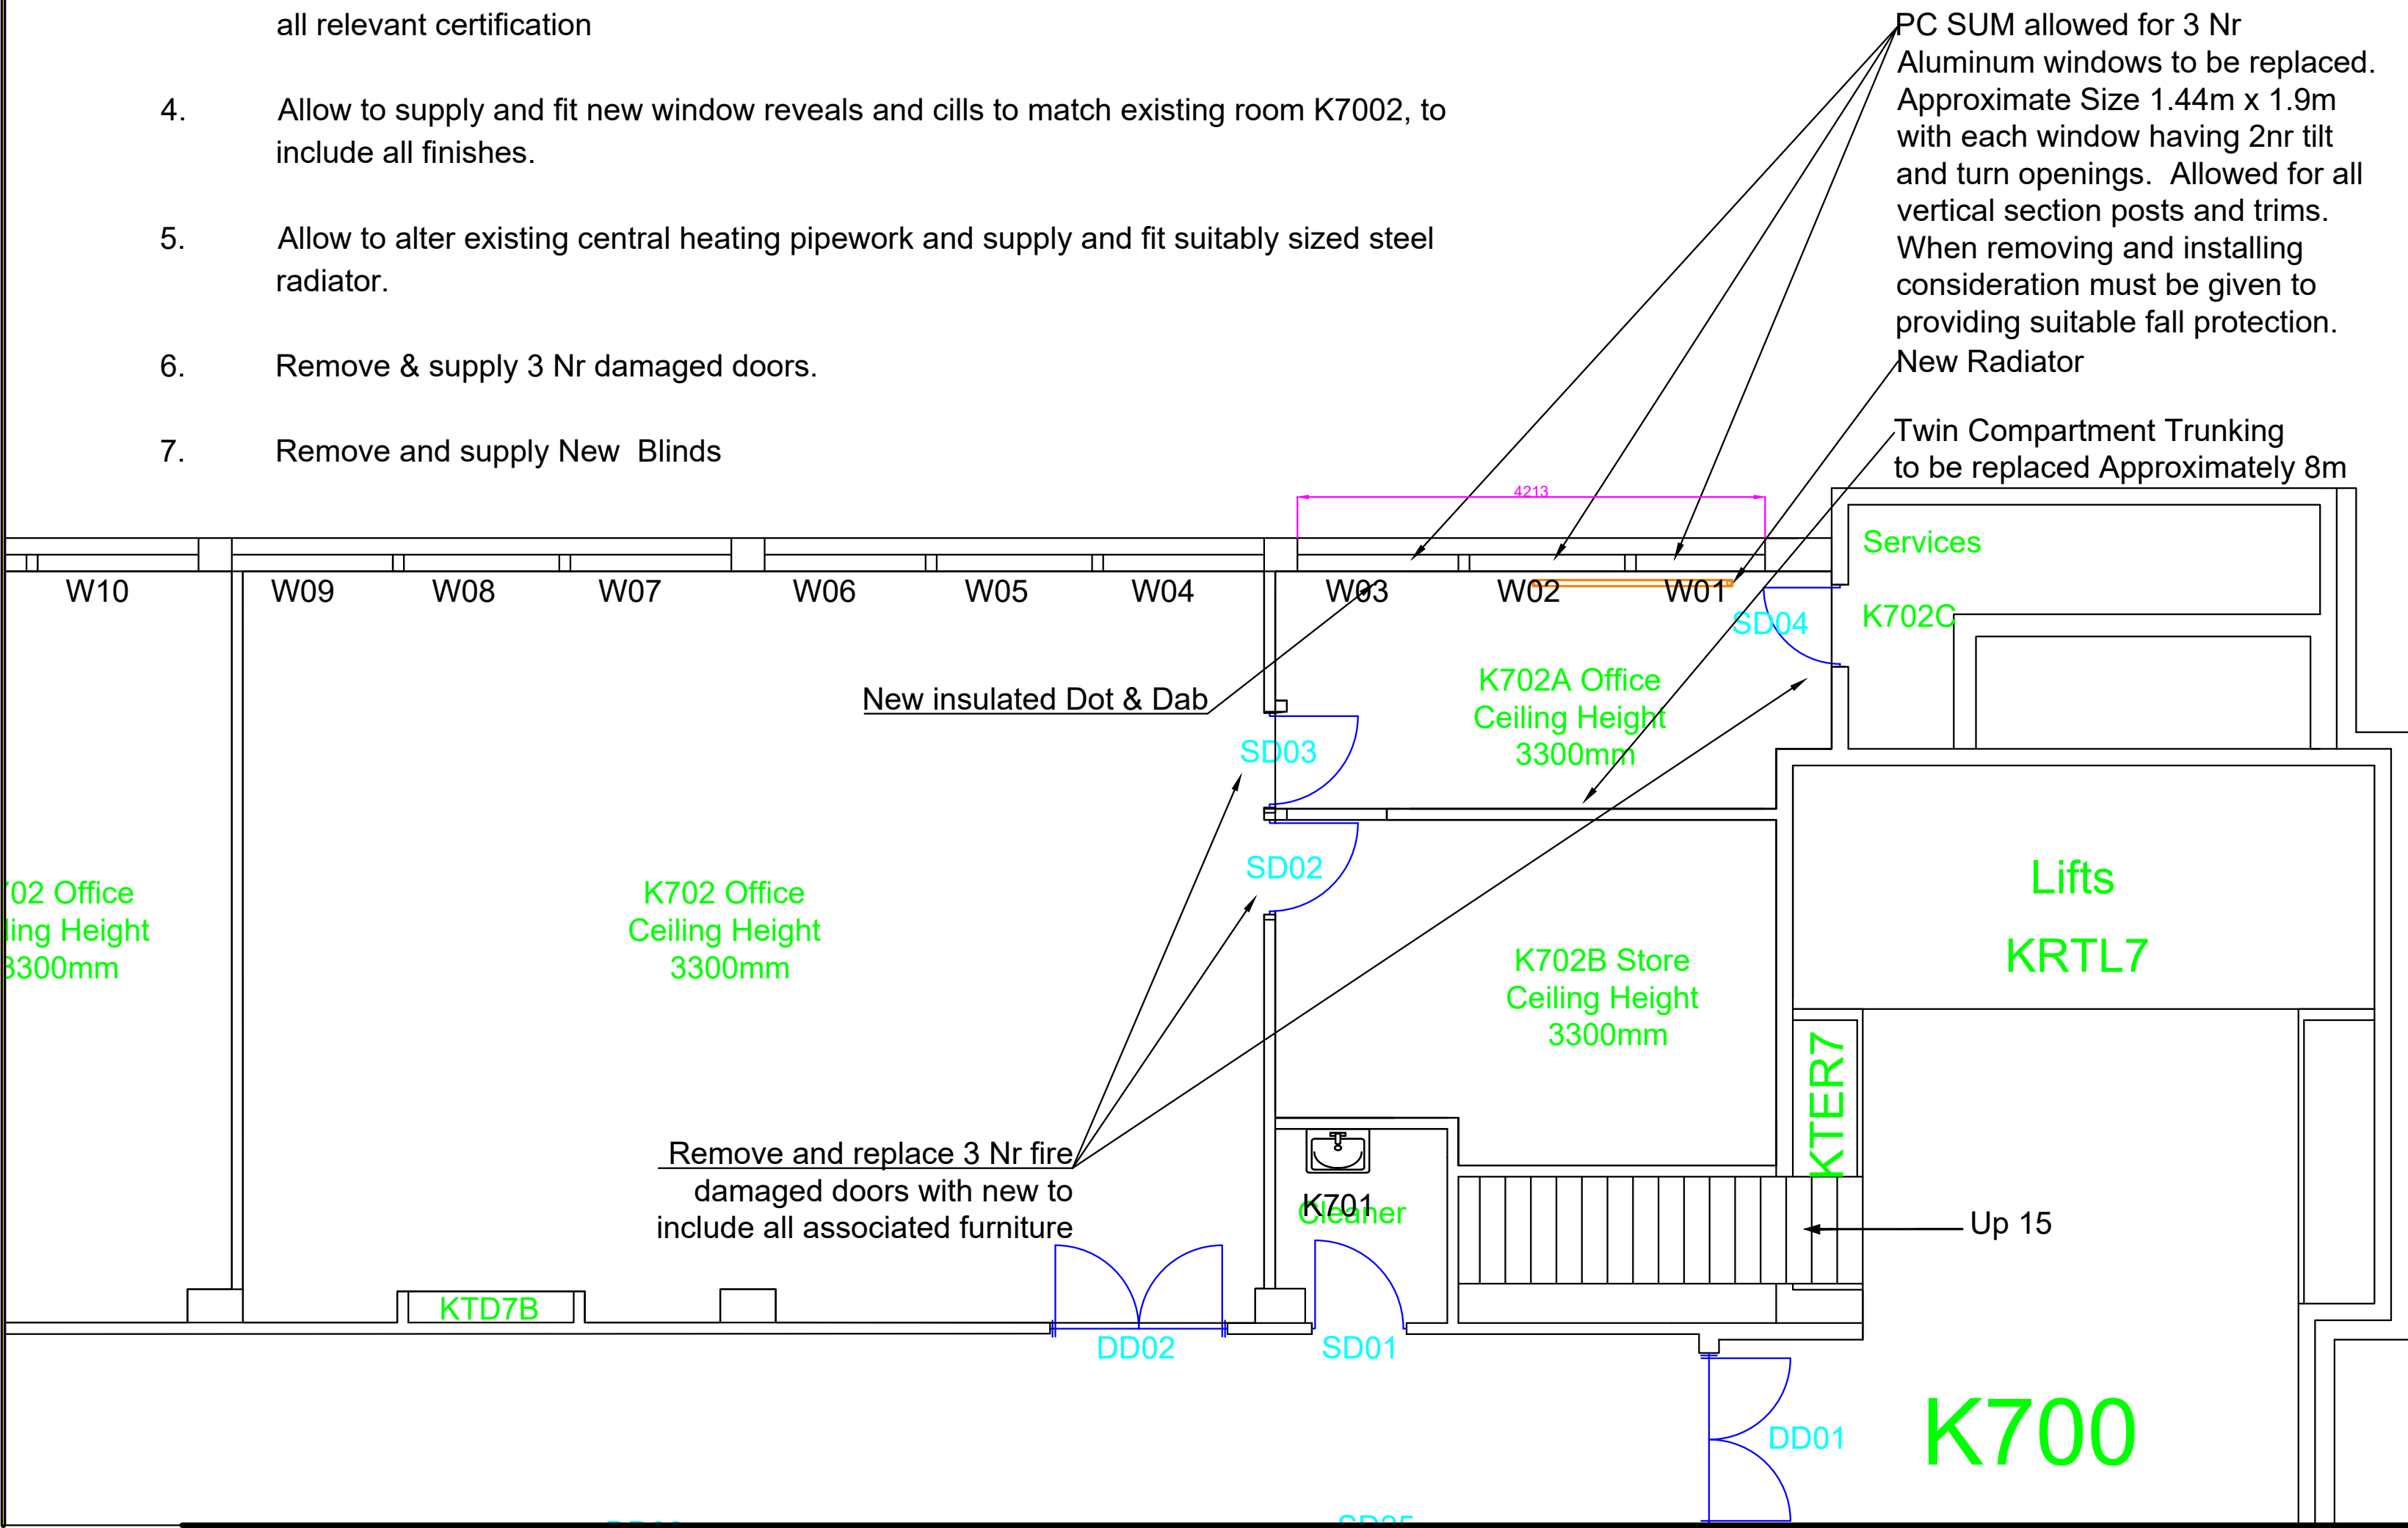 all relevant certification
4. Allow to supply and fit new window reveals and cills to match existing room K7002, to
include all finishes.
5. Allow to alter existing central heating pipework and supply and fit suitably sized steel
radiator.
6. Remove & supply 3 Nr damaged doors.
7. Remove and supply New  Blinds
PC SUM allowed for 3 Nr
Aluminum windows to be replaced.
Approximate Size 1.44m x 1.9m
with each window having 2nr tilt
and turn openings.  Allowed for all
vertical section posts and trims.
When removing and installing
consideration must be given to
providing suitable fall protection.
New Radiator
Twin Compartment Trunking
to be replaced Approximately 8m
4213
Services
K702C
W10
W09
W08
W07
W06
W05
W04
W03
W02
W01
SD04
New insulated Dot & Dab
K702A Office
Ceiling Height
3300mm
SD03
SD02
702 Office
ling Height
3300mm
K702 Office
Ceiling Height
3300mm
K702B Store
Ceiling Height
3300mm
Lifts
KRTL7
KTER7
Remove and replace 3 Nr fire
damaged doors with new to
include all associated furniture
K701
Cleaner
Up 15
KTD7B
DD02
SD01
DD01
K700